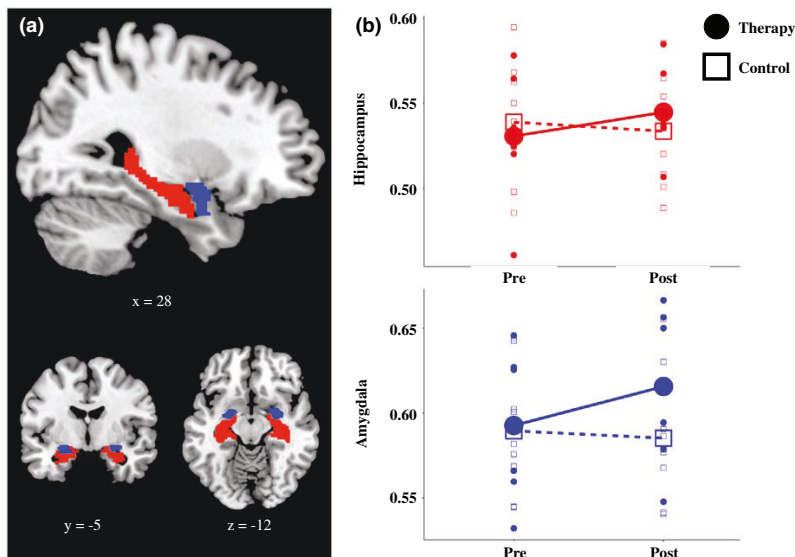 (a)
x = 28
y = -5
z = -12
(b)
Therapy
Control
Hippocampus
0.60
0.55
0.50
Pre
Post
Amygdala
0.65
0.60
0.55
Pre
Post